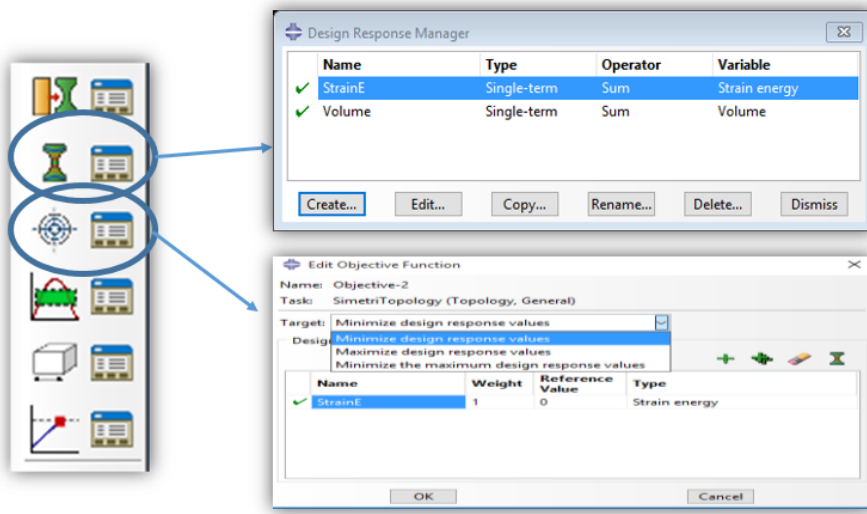 Design Response Manager
Name Type Operator Variable
StrainE Single-term Sum Strain energy
Volume Single-term Sum Volume
Create... Edit... Copy... Rename... Delete... Dismiss
Edit Objective Function
Name: Objective-2
Task: SimetriTopology (Topology, General)
Target: Minimize design response values
Minimize design response values
Desig
Maximize design response values
Minimize the maximum design response values
Name Weight Reference Value Type
StrainE 1 0 Strain energy
OK Cancel